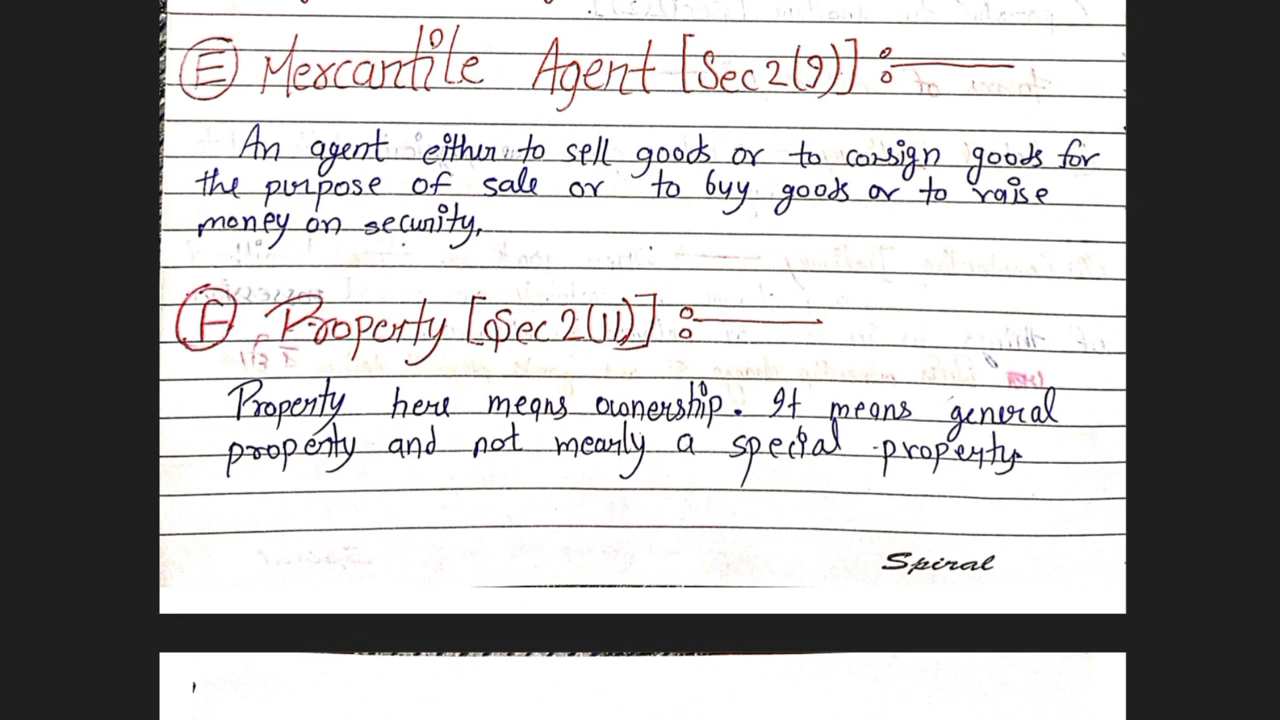 (E) Mercantile Agent [Sec 2(9)] :
An agent either to sell goods or to consign goods for
the purpose of sale or to buy goods or to raise
money on security.
(F) Property [Sec 2(11)] :
Property here means ownership. It means general
property and not mearly a special property.
Spiral